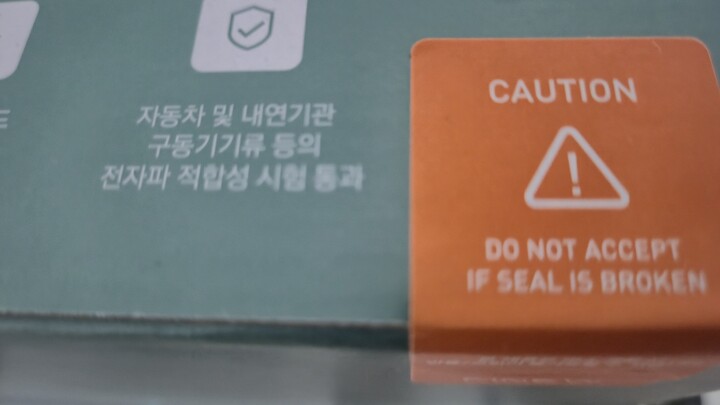 자동차 및 내연기관
구동기기류 등의
전자파 적합성 시험 통과
CAUTION
DO NOT ACCEPT
IF SEAL IS BROKEN